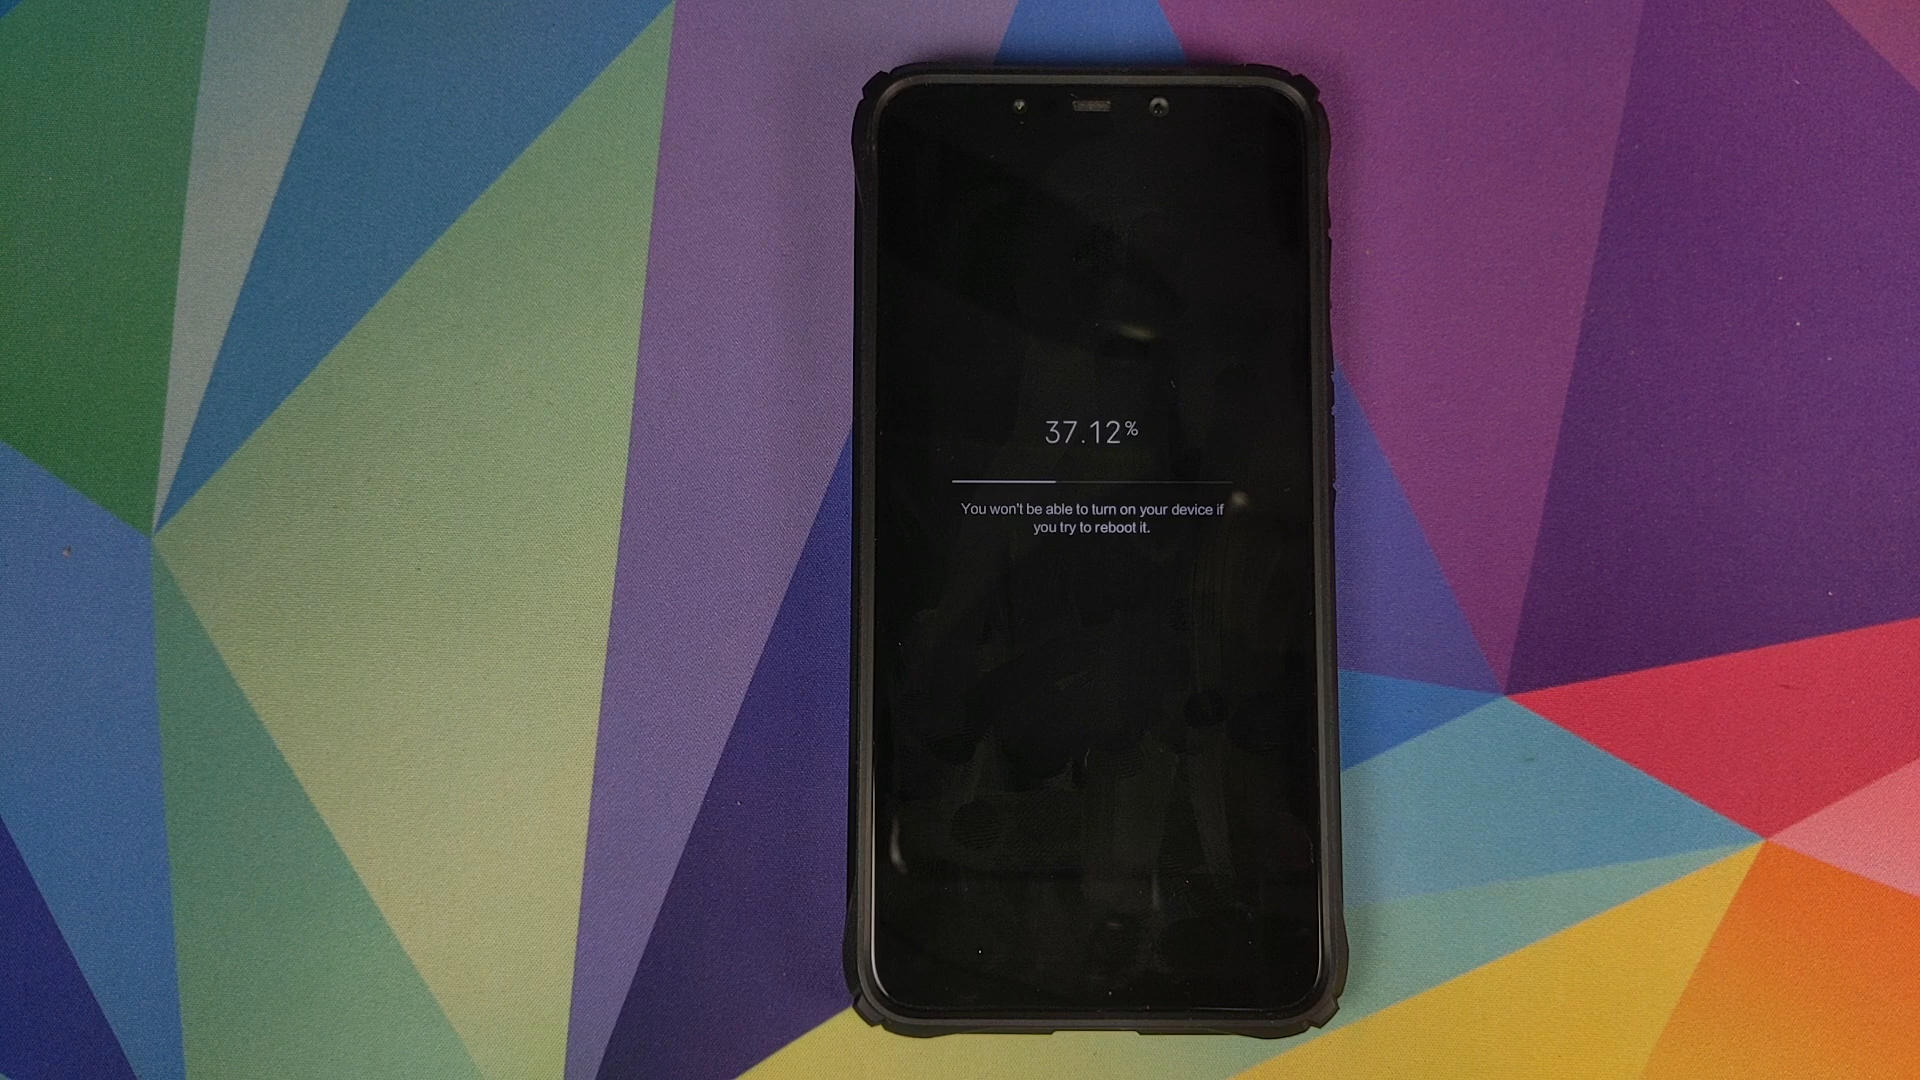 37.12%
You won't be able to turn on your device if
you try to reboot it.